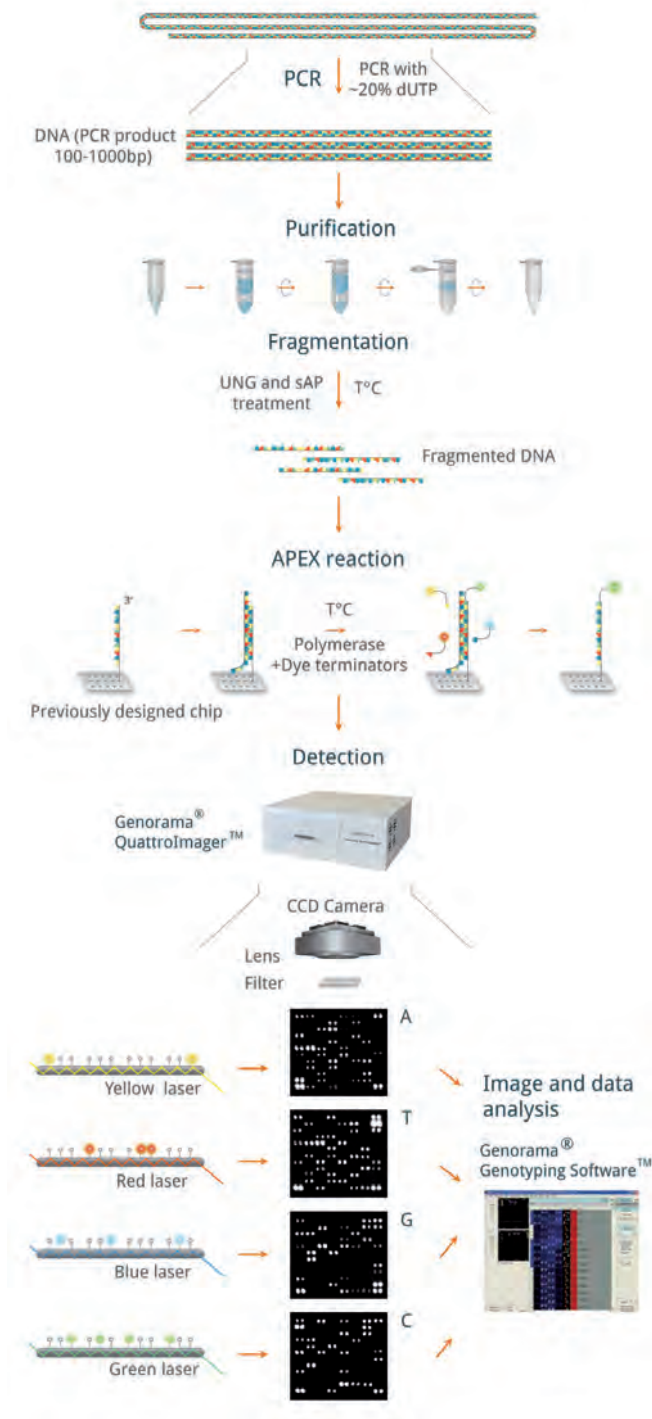 PCR
PCR with
~20% dUTP
DNA (PCR product
100-1000bp)
Purification
Fragmentation
UNG and sAP
treatment
T°C
Fragmented DNA
APEX reaction
3'
T°C
Polymerase
+Dye terminators
Previously designed chip
Detection
Genorama®
QuattroImager™
CCD Camera
Lens
Filter
A
Yellow laser
T
Red laser
G
Blue laser
C
Green laser
Image and data
analysis
Genorama®
Genotyping Software™